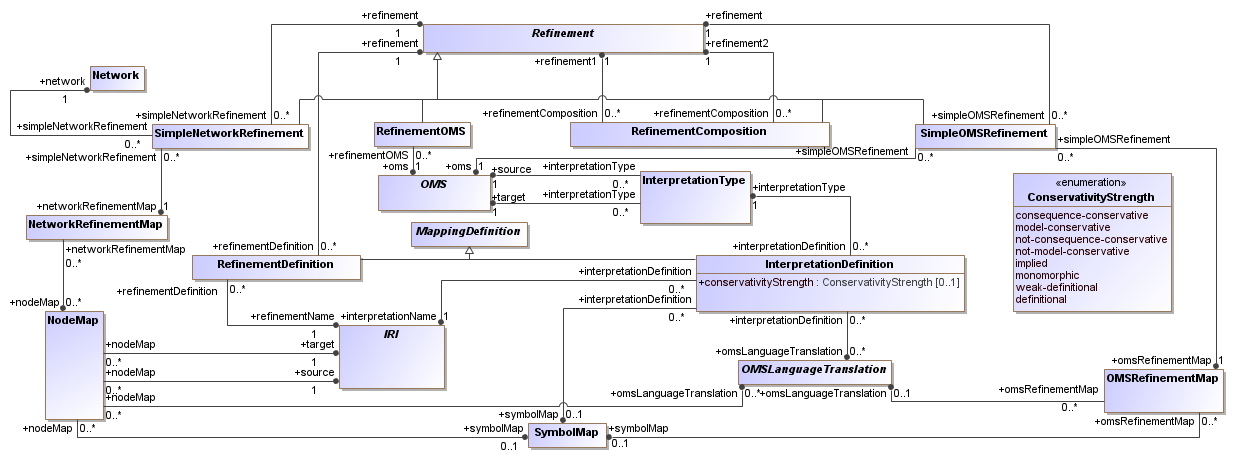 +refinement
+refinement
1
Refinement
1
+refinement
+refinement2
1
+refinement1
1
1
Network
+network
1
+simpleNetworkRefinement
0..*
+refinementComposition
0..*
+refinementComposition
0..*
+simpleOMSRefinement
0..*
+simpleNetworkRefinement
0..*
SimpleNetworkRefinement
RefinementOMS
RefinementComposition
SimpleOMSRefinement
+simpleOMSRefinement
+simpleNetworkRefinement
0..*
+refinementOMS
0..*
+simpleOMSRefinement
0..*
0..*
+oms
1
+oms
1
+source
1
+interpretationType
0..*
OMS
InterpretationType
+target
1
+interpretationType
0..*
+interpretationType
1
«enumeration»
ConservativityStrength
consequence-conservative
model-conservative
not-consequence-conservative
not-model-conservative
implied
monomorphic
weak-definitional
definitional
+networkRefinementMap
1
NetworkRefinementMap
+networkRefinementMap
0..*
MappingDefinition
+refinementDefinition
0..*
+interpretationDefinition
0..*
RefinementDefinition
InterpretationDefinition
+conservativityStrength : ConservativityStrength [0..1]
+refinementDefinition
0..*
+interpretationDefinition
0..*
+interpretationDefinition
0..*
+interpretationDefinition
0..*
+nodeMap
0..*
NodeMap
+refinementName
1
+interpretationName
1
IRI
+nodeMap
0..*
+target
1
+nodeMap
0..*
+source
1
+nodeMap
0..*
+omsLanguageTranslation
0..*
OMSLanguageTranslation
+omsLanguageTranslation
0..*
+omsLanguageTranslation
0..1
+omsRefinementMap
1
OMSRefinementMap
+omsRefinementMap
0..*
+omsRefinementMap
0..*
+nodeMap
0..*
+symbolMap
0..1
+symbolMap
0..1
SymbolMap
+symbolMap
0..1